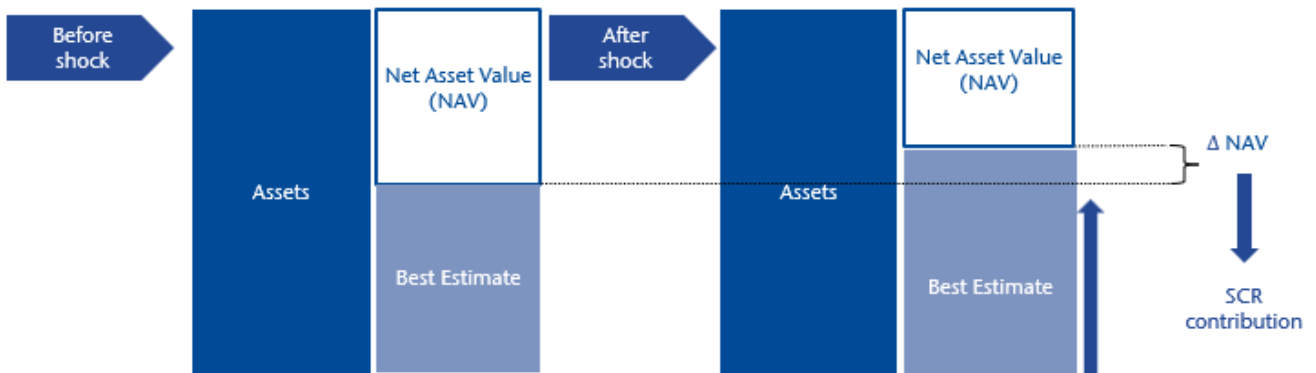 Before
shock
Assets
Net Asset Value
(NAV)
Best Estimate
After
shock
Assets
Net Asset Value
(NAV)
Best Estimate
Δ NAV
SCR
contribution